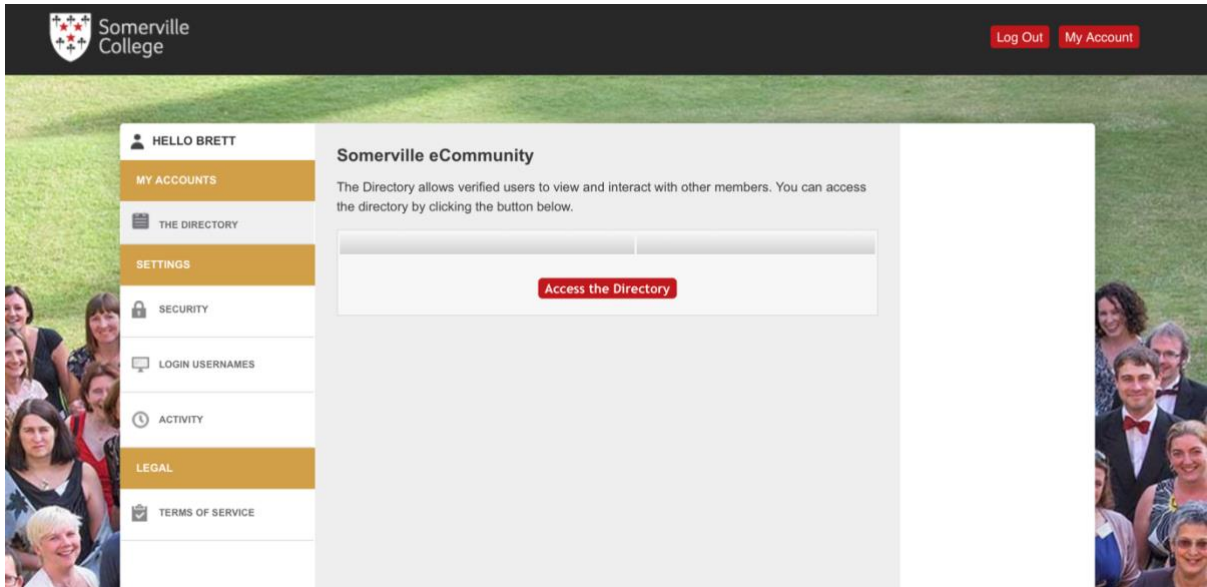 Somerville
College
Log Out
My Account
HELLO BRETT
MY ACCOUNTS
THE DIRECTORY
SETTINGS
SECURITY
LOGIN USERNAMES
ACTIVITY
LEGAL
TERMS OF SERVICE
Somerville eCommunity
The Directory allows verified users to view and interact with other members. You can access
the directory by clicking the button below.
Access the Directory